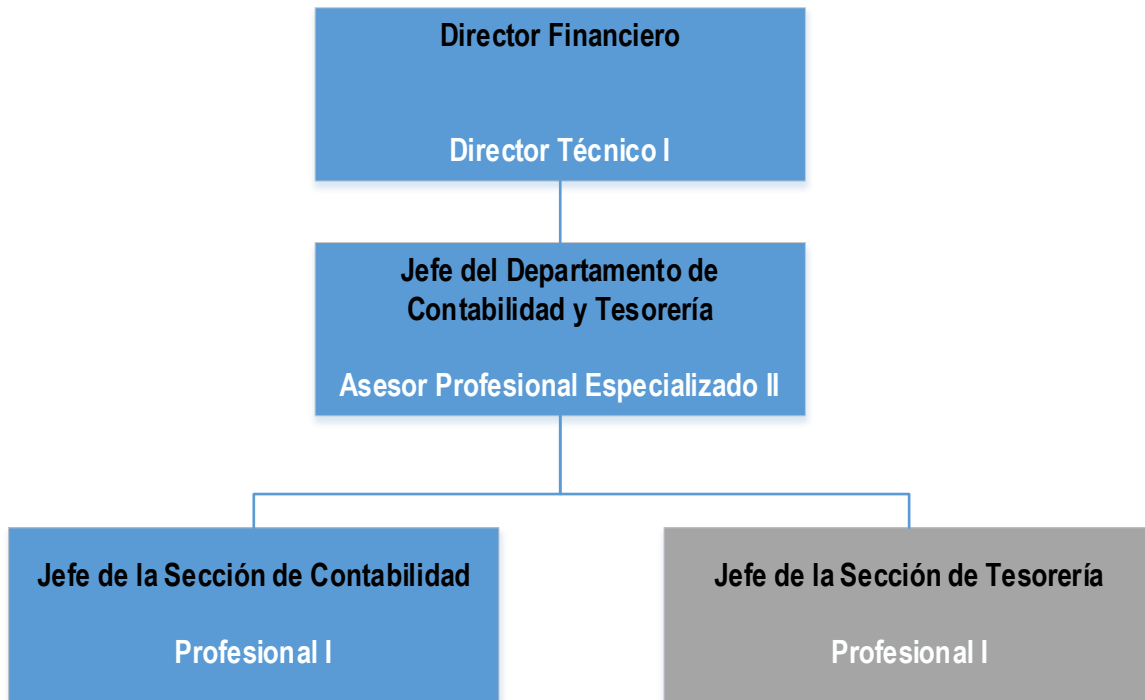 Director Financiero
Director Técnico I
Jefe del Departamento de
Contabilidad y Tesorería
Asesor Profesional Especializado II
Jefe de la Sección de Contabilidad
Profesional I
Jefe de la Sección de Tesorería
Profesional I